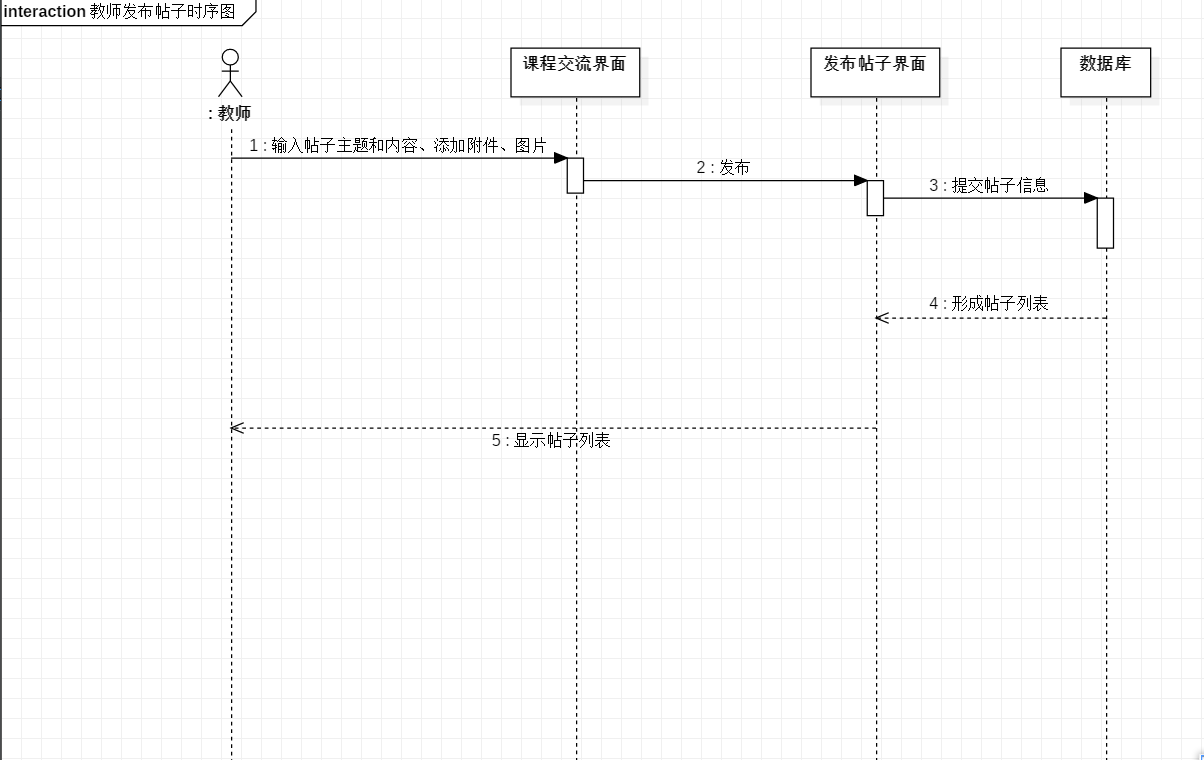 interaction 教师发布帖子时序图
课程交流界面
发布帖子界面
数据库
: 教师
1 : 输入帖子主题和内容、添加附件、图片
2 : 发布
3 : 提交帖子信息
4 : 形成帖子列表
5 : 显示帖子列表